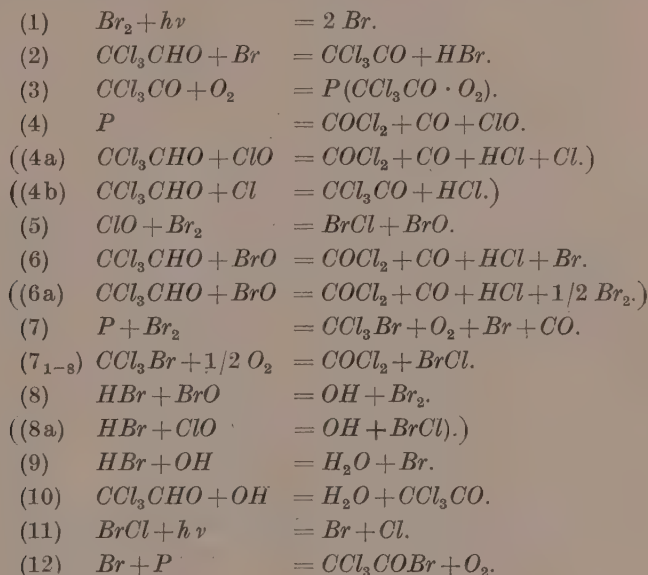 (1) Br₂ + hν = 2 Br.
(2) CCl₃CHO + Br = CCl₃CO + HBr.
(3) CCl₃CO + O₂ = P(CCl₃CO · O₂).
(4) P = COCl₂ + CO + ClO.
((4a) CCl₃CHO + ClO = COCl₂ + CO + HCl + Cl.)
((4b) CCl₃CHO + Cl = CCl₃CO + HCl.)
(5) ClO + Br₂ = BrCl + BrO.
(6) CCl₃CHO + BrO = COCl₂ + CO + HCl + Br.
((6a) CCl₃CHO + BrO = COCl₂ + CO + HCl + 1/2 Br₂.)
(7) P + Br₂ = CCl₃Br + O₂ + Br + CO.
(7₁₋₈) CCl₃Br + 1/2 O₂ = COCl₂ + BrCl.
(8) HBr + BrO = OH + Br₂.
((8a) HBr + ClO = OH + BrCl).)
(9) HBr + OH = H₂O + Br.
(10) CCl₃CHO + OH = H₂O + CCl₃CO.
(11) BrCl + hν = Br + Cl.
(12) Br + P = CCl₃COBr + O₂.